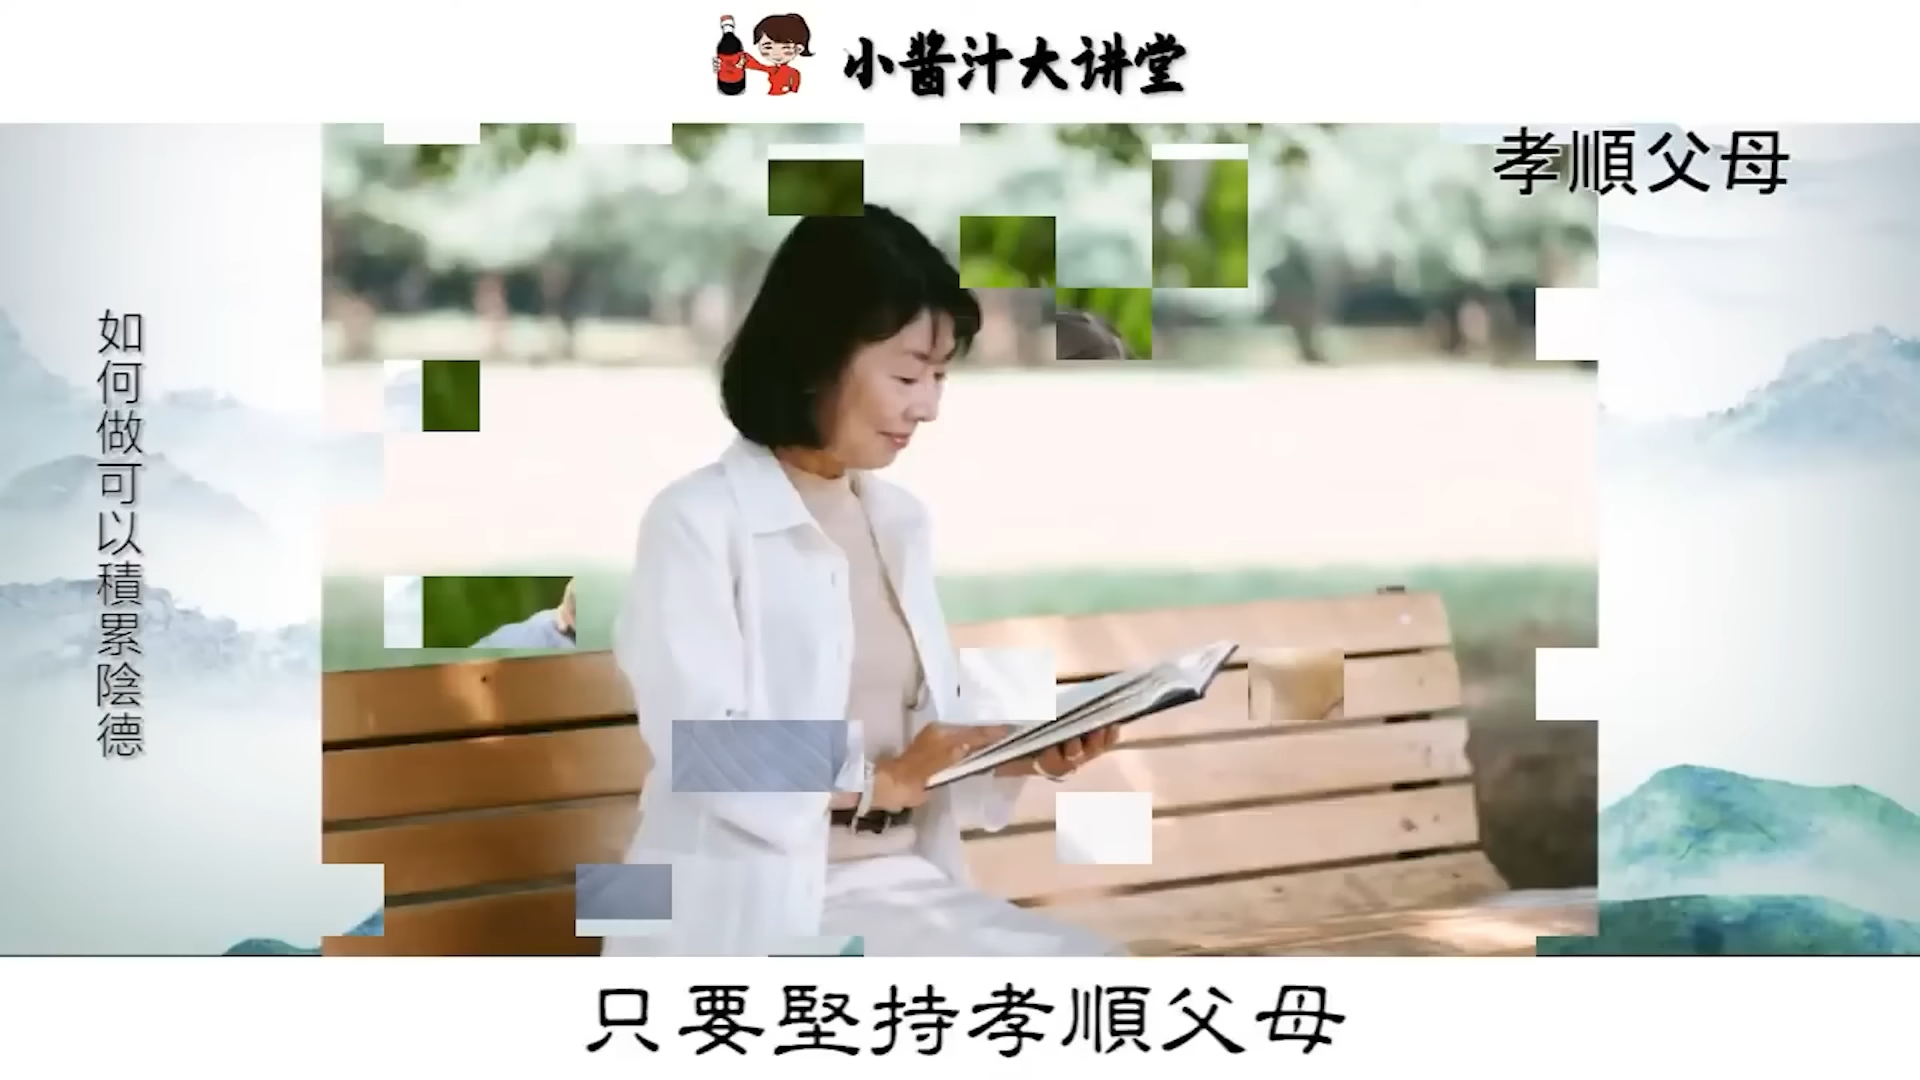 小酱汁大讲堂
孝順父母
如何做可以積累陰德
只要堅持孝順父母